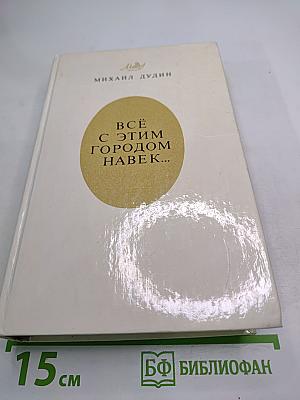 МИХАИЛ ДУДИН
ВСЁ
С ЭТИМ
ГОРОДОМ
НАВЕК...
15 см
БФ БИБЛИОФАН